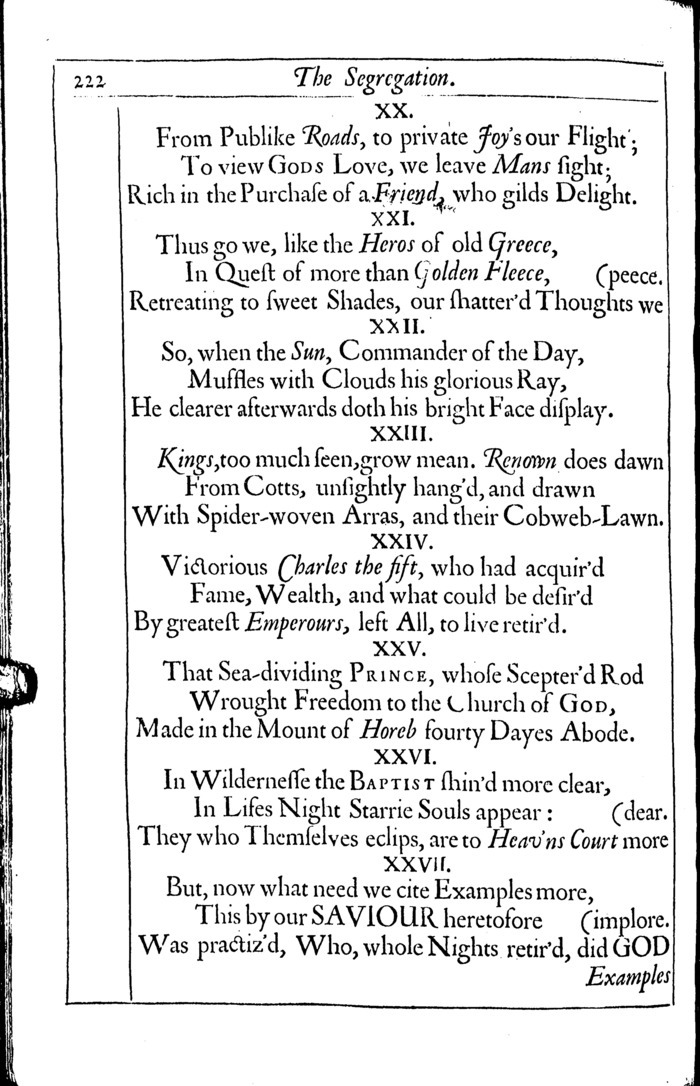 222 The Segregation.
XX.
From Publike Roads, to private Joy's our Flight;
To view GODS Love, we leave Mans ſight;
Rich in the Purchaſe of a Friend, who gilds Delight.
XXI.
Thus go we, like the Heros of old Greece,
In Queſt of more than Golden Fleece, (peece.
Retreating to ſweet Shades, our ſhatter'd Thoughts we
XXII.
So, when the Sun, Commander of the Day,
Muffles with Clouds his glorious Ray,
He clearer afterwards doth his bright Face diſplay.
XXIII.
Kings, too much ſeen, grow mean. Renown does dawn
From Cotts, unſightly hang'd, and drawn
With Spider-woven Arras, and their Cobweb-Lawn.
XXIV.
Victorious Charles the fift, who had acquir'd
Fame, Wealth, and what could be deſir'd
By greateſt Emperours, left All, to live retir'd.
XXV.
That Sea-dividing PRINCE, whoſe Scepter'd Rod
Wrought Freedom to the Church of GOD,
Made in the Mount of Horeb fourty Dayes Abode.
XXVI.
In Wilderneſſe the BAPTIST ſhin'd more clear,
In Lifes Night Starrie Souls appear: (dear.
They who Themſelves eclips, are to Heav'ns Court more
XXVII.
But, now what need we cite Examples more,
This by our SAVIOUR heretofore (implore.
Was practiz'd, Who, whole Nights retir'd, did GOD
Examples